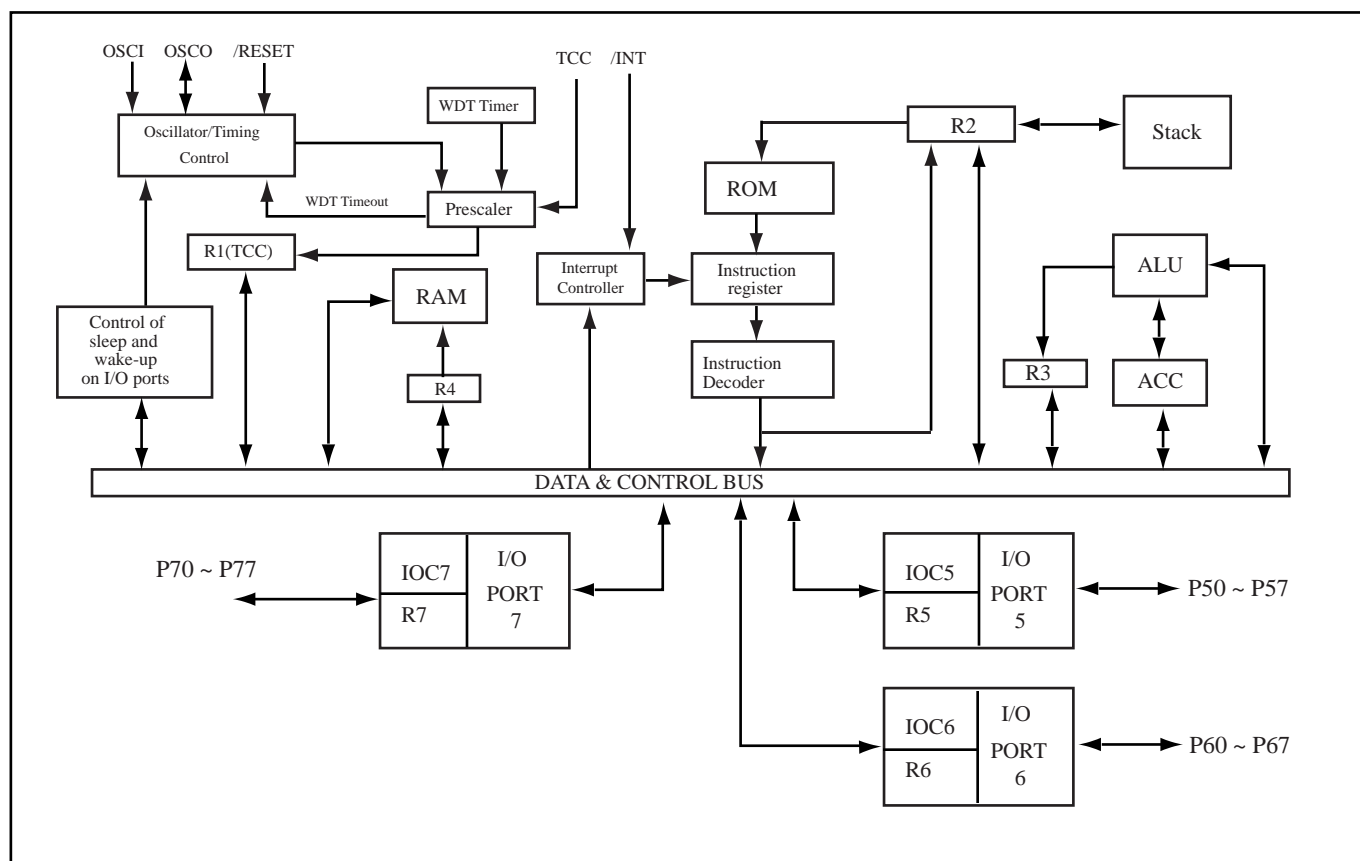 OSCI OSCO /RESET
TCC /INT
WDT Timer
Oscillator/Timing
Control
R2
Stack
ROM
WDT Timeout
Prescaler
R1(TCC)
Interrupt
Controller
Instruction
register
ALU
RAM
Control of
sleep and
wake-up
on I/O ports
Instruction
Decoder
R4
R3
ACC
DATA & CONTROL BUS
P70 ~ P77
IOC7
R7
I/O
PORT
7
IOC5
R5
I/O
PORT
5
P50 ~ P57
IOC6
R6
I/O
PORT
6
P60 ~ P67